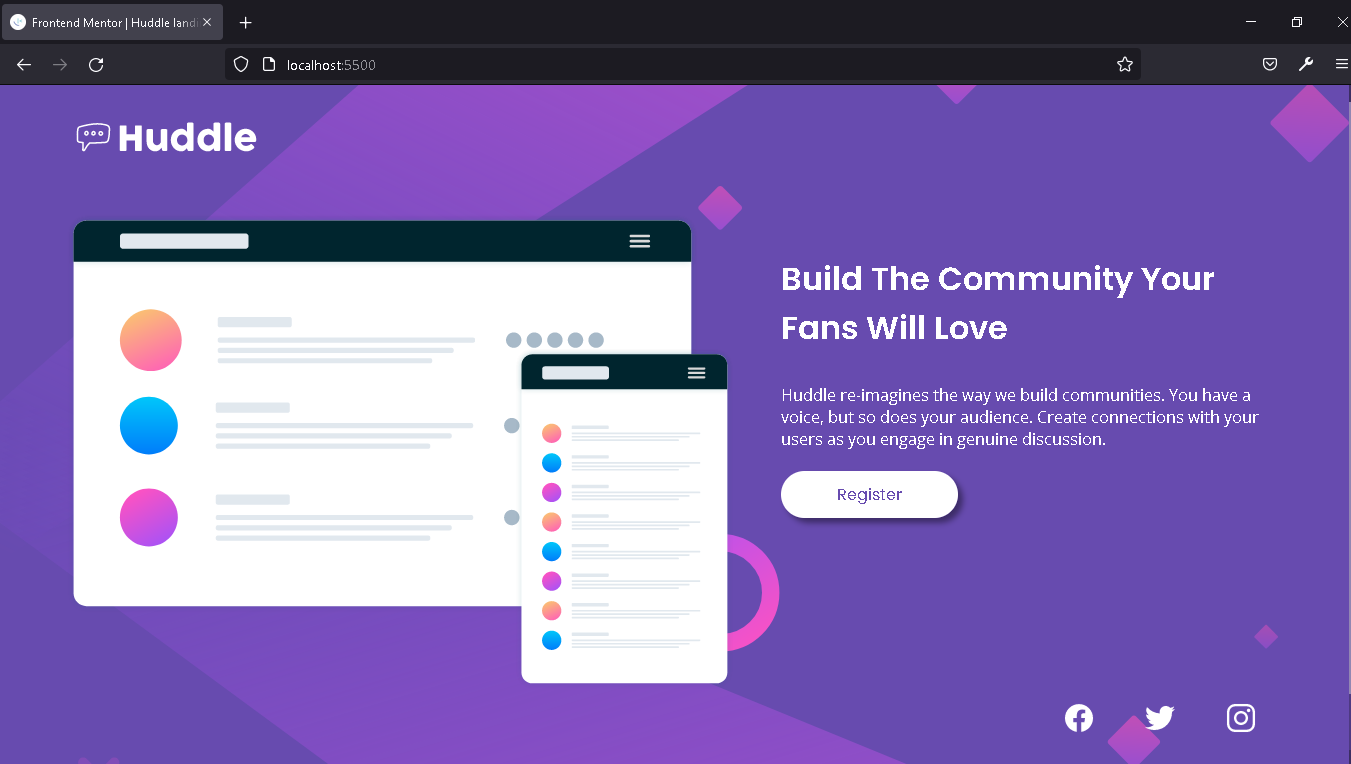 Frontend Mentor | Huddle landi
localhost:5500
Huddle
Build The Community Your
Fans Will Love
Huddle re-imagines the way we build communities. You have a
voice, but so does your audience. Create connections with your
users as you engage in genuine discussion.
Register